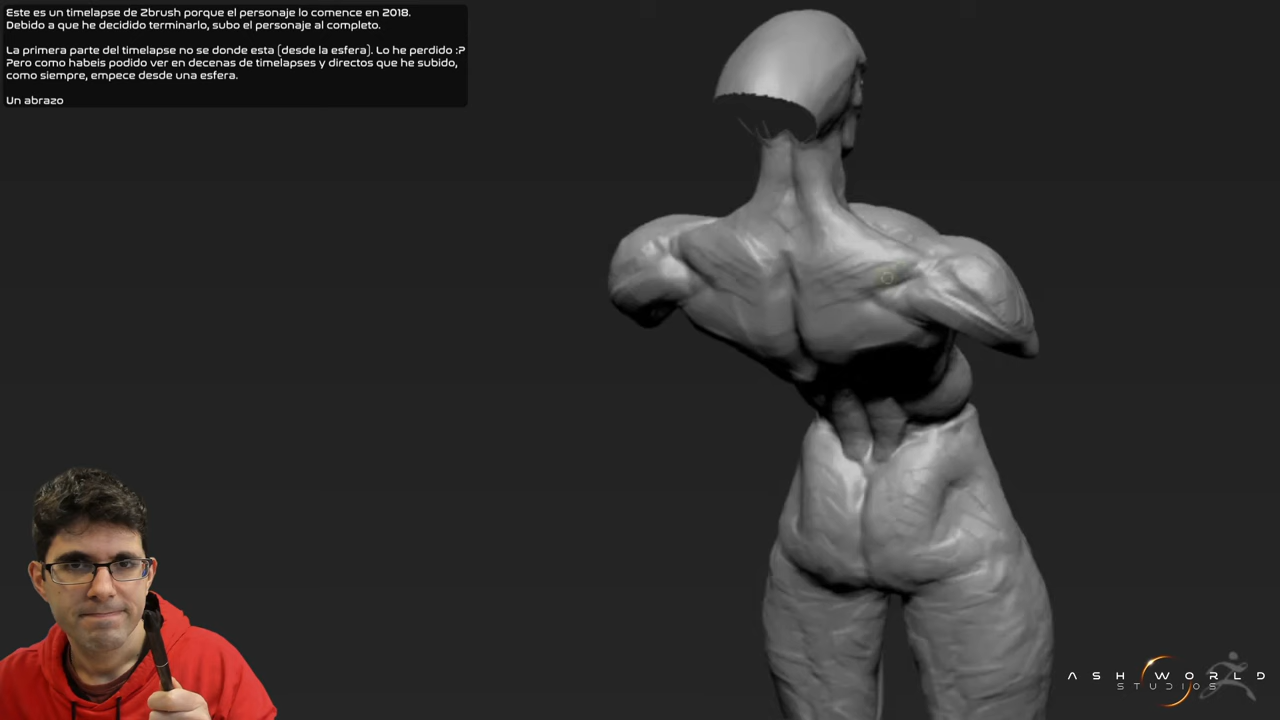 Este es un timelapse de Zbrush porque el personaje lo comence en 2018.
Debido a que he decidido terminarlo, subo el personaje al completo.
La primera parte del timelapse no se donde esta (desde la esfera). Lo he perdido :P
Pero como habeis podido ver en decenas de timelapses y directos que he subido,
como siempre, empece desde una esfera.
Un abrazo
ASH WORLD
STUDIOS